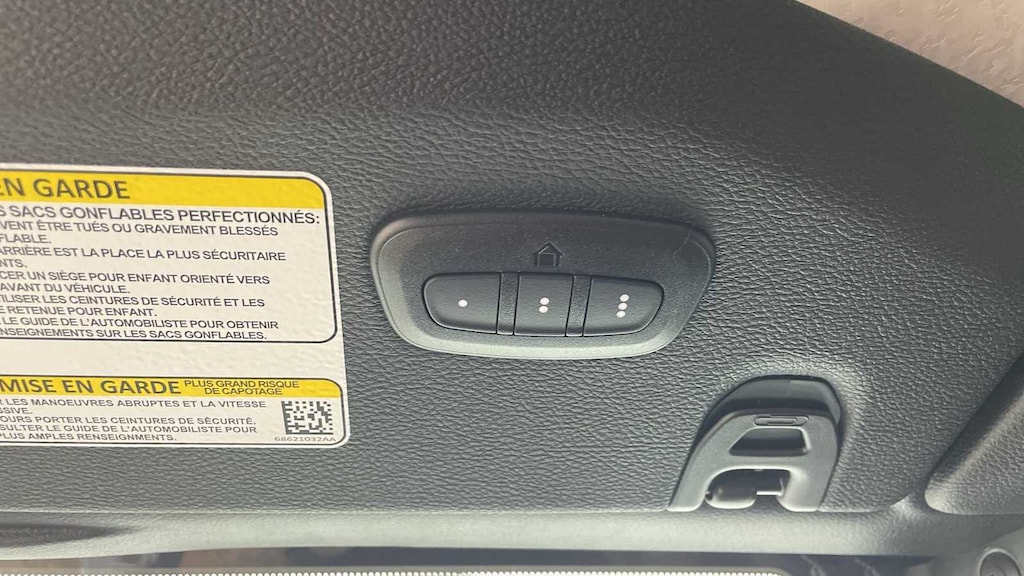 EN GARDE
SACS GONFLABLES PERFECTIONNÉS:
VENT ÊTRE TUÉS OU GRAVEMENT BLESSÉS
FLABLE.
ARRIÈRE EST LA PLACE LA PLUS SÉCURITAIRE
NTS.
CER UN SIÈGE POUR ENFANT ORIENTÉ VERS
AVANT DU VÉHICULE.
TILISER LES CEINTURES DE SÉCURITÉ ET LES
E RETENUE POUR ENFANT.
LE GUIDE DE L'AUTOMOBILISTE POUR OBTENIR
NSEIGNEMENTS SUR LES SACS GONFLABLES.
MISE EN GARDE PLUS GRAND RISQUE
DE CAPOTAGE
R LES MANOEUVRES ABRUPTES ET LA VITESSE
SSIVE.
OURS PORTER LES CEINTURES DE SÉCURITÉ.
SULTER LE GUIDE DE L'AUTOMOBILISTE POUR
PLUS AMPLES RENSEIGNEMENTS.
68621032AA